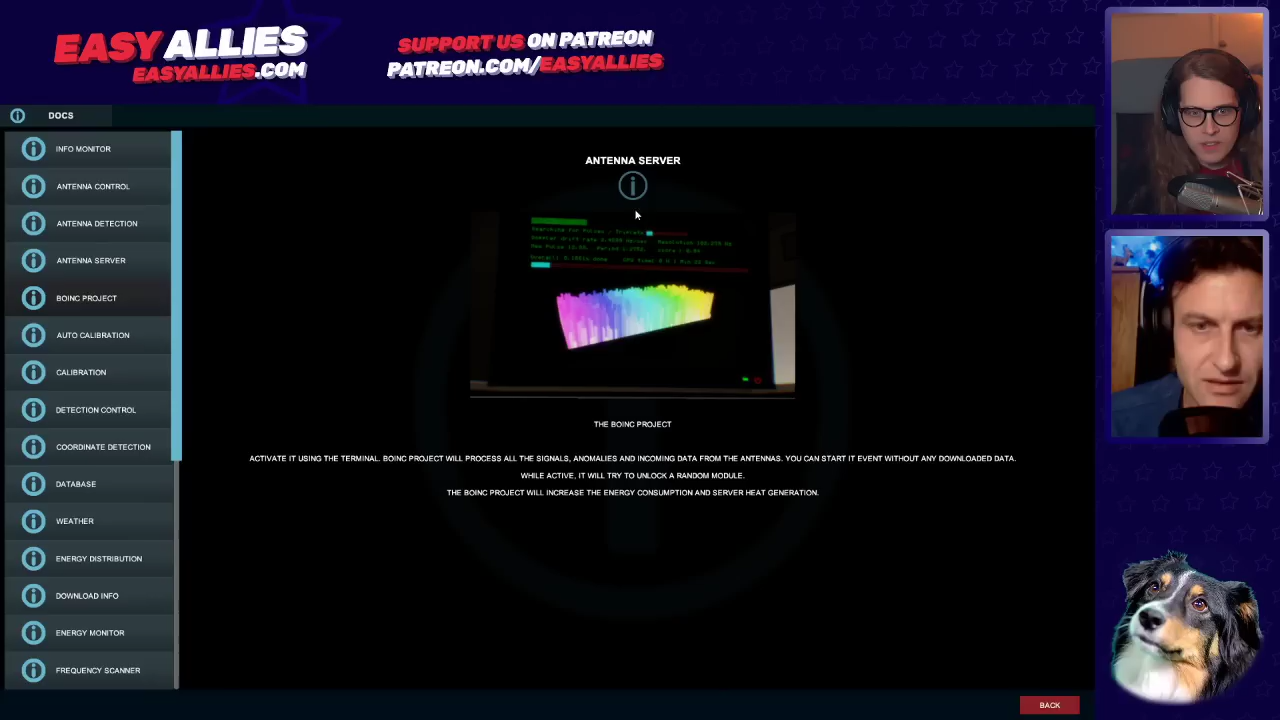 EASY ALLIES
EASYALLIES.COM
SUPPORT US ON PATREON
PATREON.COM/EASYALLIES
DOCS
INFO MONITOR
ANTENNA CONTROL
ANTENNA DETECTION
ANTENNA SERVER
BOINC PROJECT
AUTO CALIBRATION
CALIBRATION
DETECTION CONTROL
COORDINATE DETECTION
DATABASE
WEATHER
ENERGY DISTRIBUTION
DOWNLOAD INFO
ENERGY MONITOR
FREQUENCY SCANNER
ANTENNA SERVER
THE BOINC PROJECT
ACTIVATE IT USING THE TERMINAL. BOINC PROJECT WILL PROCESS ALL THE SIGNALS, ANOMALIES AND INCOMING DATA FROM THE ANTENNAS. YOU CAN START IT EVENT WITHOUT ANY DOWNLOADED DATA.
WHILE ACTIVE, IT WILL TRY TO UNLOCK A RANDOM MODULE.
THE BOINC PROJECT WILL INCREASE THE ENERGY CONSUMPTION AND SERVER HEAT GENERATION.
BACK